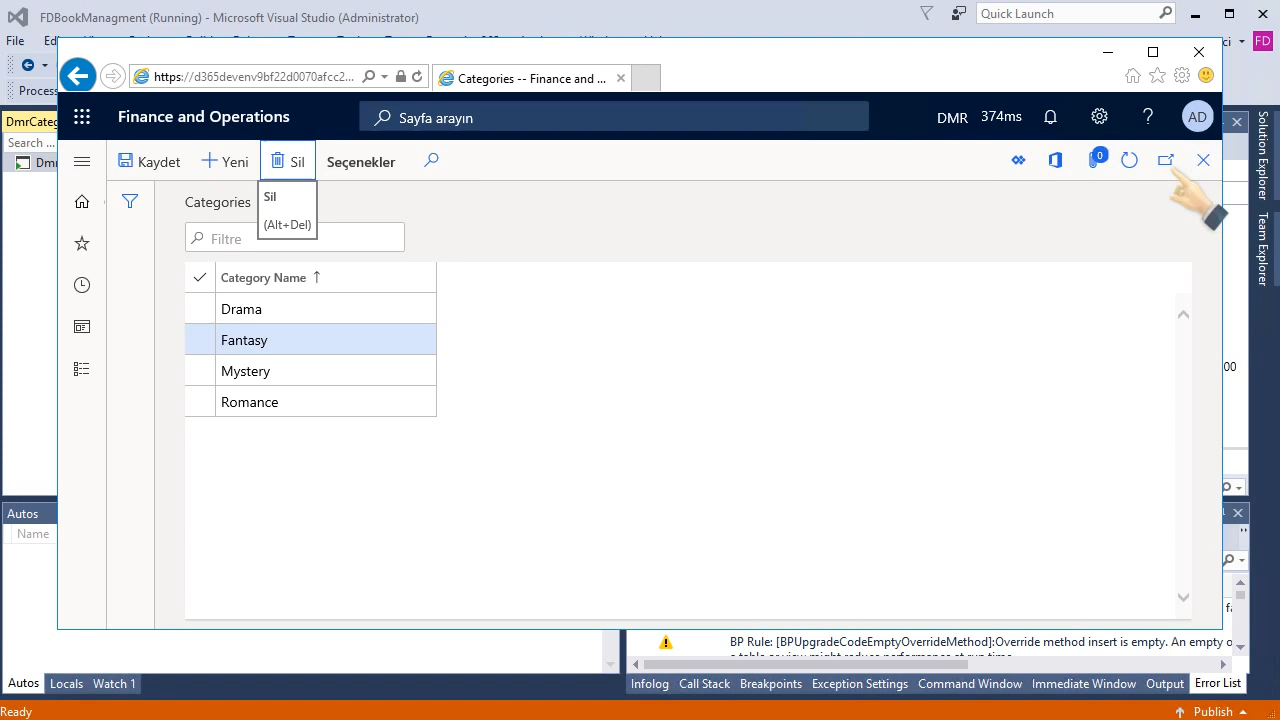 FDBookManagment (Running) - Microsoft Visual Studio (Administrator)
Quick Launch
File
FD
Process
https://d365devenv9bf22d0070afcc2...
Categories -- Finance and ...
Finance and Operations
Sayfa arayın
DMR
374ms
AD
Kaydet
Yeni
Sil
Seçenekler
0
Sil
(Alt+Del)
Categories
Filtre
Category Name
Drama
Fantasy
Mystery
Romance
Search ...
Solution Explorer
Team Explorer
00
Autos
Name
BP Rule: [BPUpgradeCodeEmptyOverrideMethod]:Override method insert is empty. An empty o
Autos
Locals
Watch 1
Infolog
Call Stack
Breakpoints
Exception Settings
Command Window
Immediate Window
Output
Error List
Ready
Publish